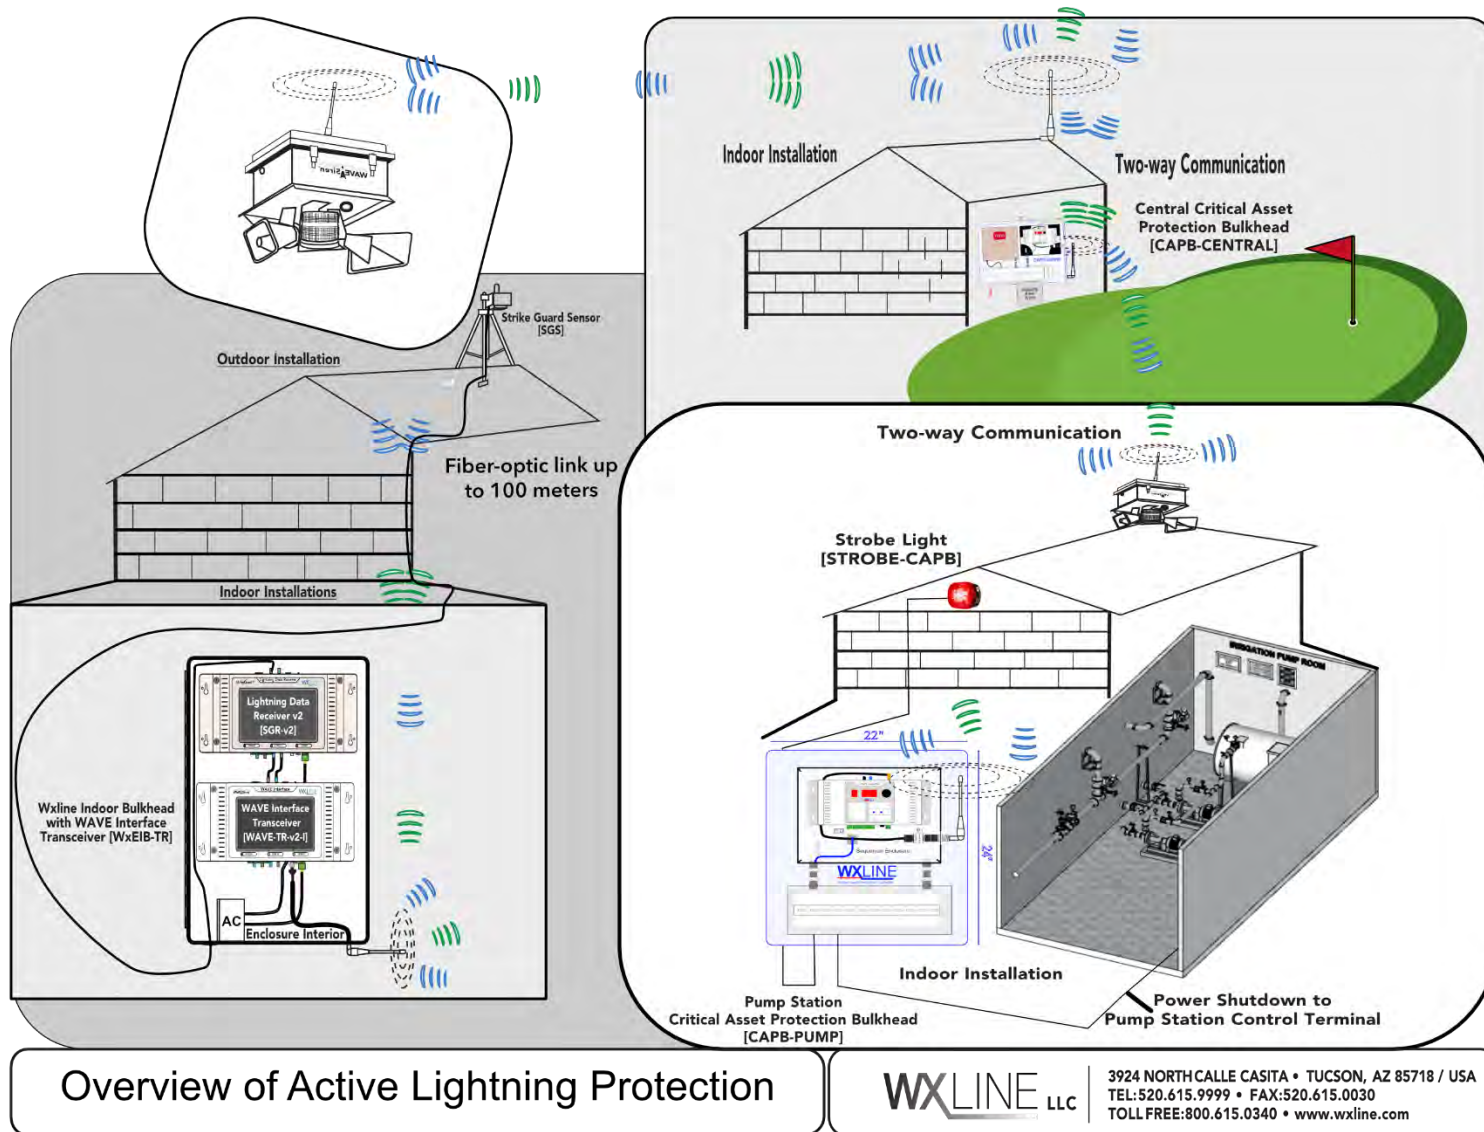 WAVE Siren
Indoor Installation
Two-way Communication
Central Critical Asset
Protection Bulkhead
[CAPB-CENTRAL]
Strike Guard Sensor
[SGS]
Outdoor Installation
Fiber-optic link up
to 100 meters
Indoor Installations
Lightning Data
Receiver v2
[SGR-v2]
WAVE Interface
WXLINE
WAVE Interface
Transceiver
[WAVE-TR-v2-I]
Wxline Indoor Bulkhead
with WAVE Interface
Transceiver [WxEIB-TR]
AC
Enclosure Interior
Two-way Communication
Strobe Light
[STROBE-CAPB]
IRRIGATION PUMP ROOM
22"
24"
WXLINE
Indoor Installation
Pump Station
Critical Asset Protection Bulkhead
[CAPB-PUMP]
Power Shutdown to
Pump Station Control Terminal
Overview of Active Lightning Protection
WXLINE LLC
3924 NORTH CALLE CASITA • TUCSON, AZ 85718 / USA
TEL:520.615.9999 • FAX:520.615.0030
TOLL FREE:800.615.0340 • www.wxline.com